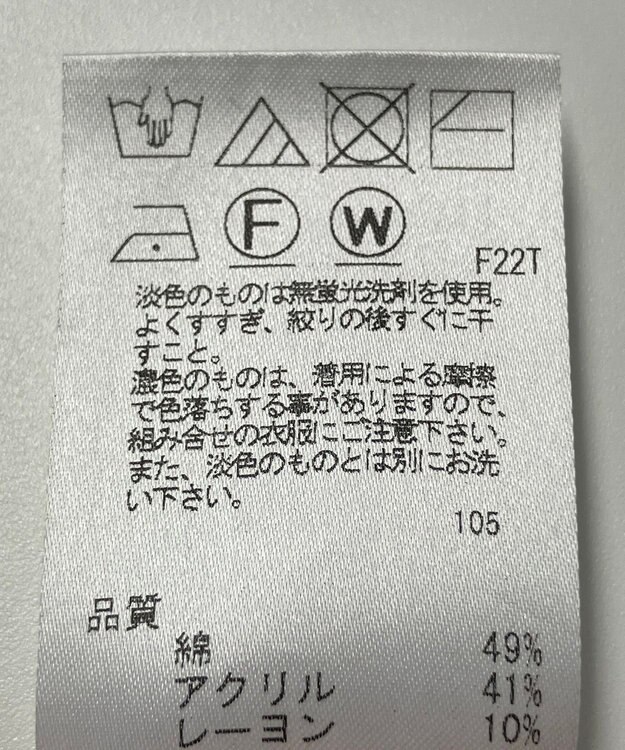 F W
F22T
淡色のものは無蛍光洗剤を使用。
よくすすぎ、絞りの後すぐに干
すこと。
濃色のものは、着用による摩擦
で色落ちする事がありますので、
組み合せの衣服にご注意下さい。
また、淡色のものとは別にお洗
い下さい。
105
品質
綿 49%
アクリル 41%
レーヨン 10%